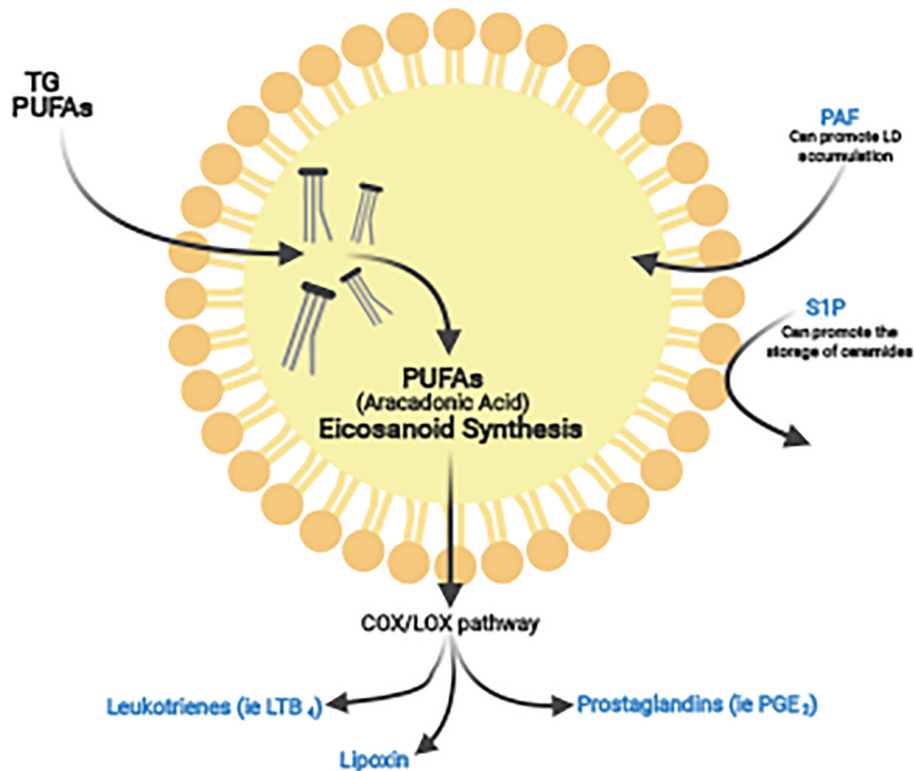 TG
PUFAs
PAF
Can promote LD
accumulation
S1P
Can promote the
storage of ceramides
PUFAs
(Aracadonic Acid)
Eicosanoid Synthesis
COX/LOX pathway
Leukotrienes (ie LTB₄)
Prostaglandins (ie PGE₂)
Lipoxin